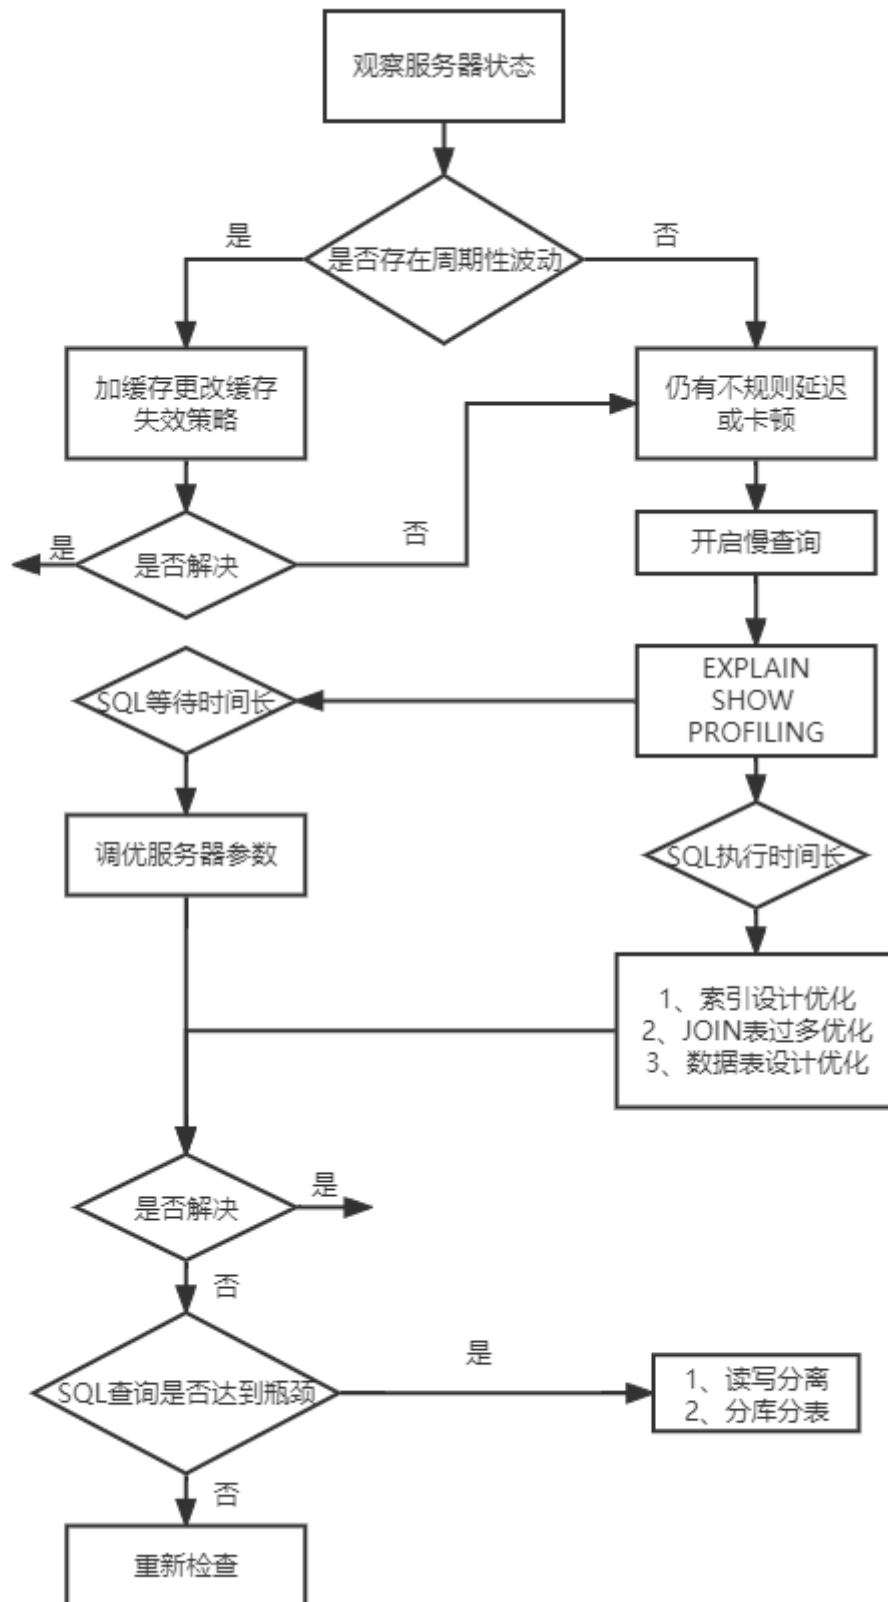 观察服务器状态
是否存在周期性波动
是
否
加缓存更改缓存
失效策略
仍有不规则延迟
或卡顿
是否解决
是
否
开启慢查询
EXPLAIN
SHOW
PROFILING
SQL等待时间长
调优服务器参数
SQL执行时间长
1、索引设计优化
2、JOIN表过多优化
3、数据表设计优化
是否解决
是
否
SQL查询是否达到瓶颈
是
1、读写分离
2、分库分表
否
重新检查